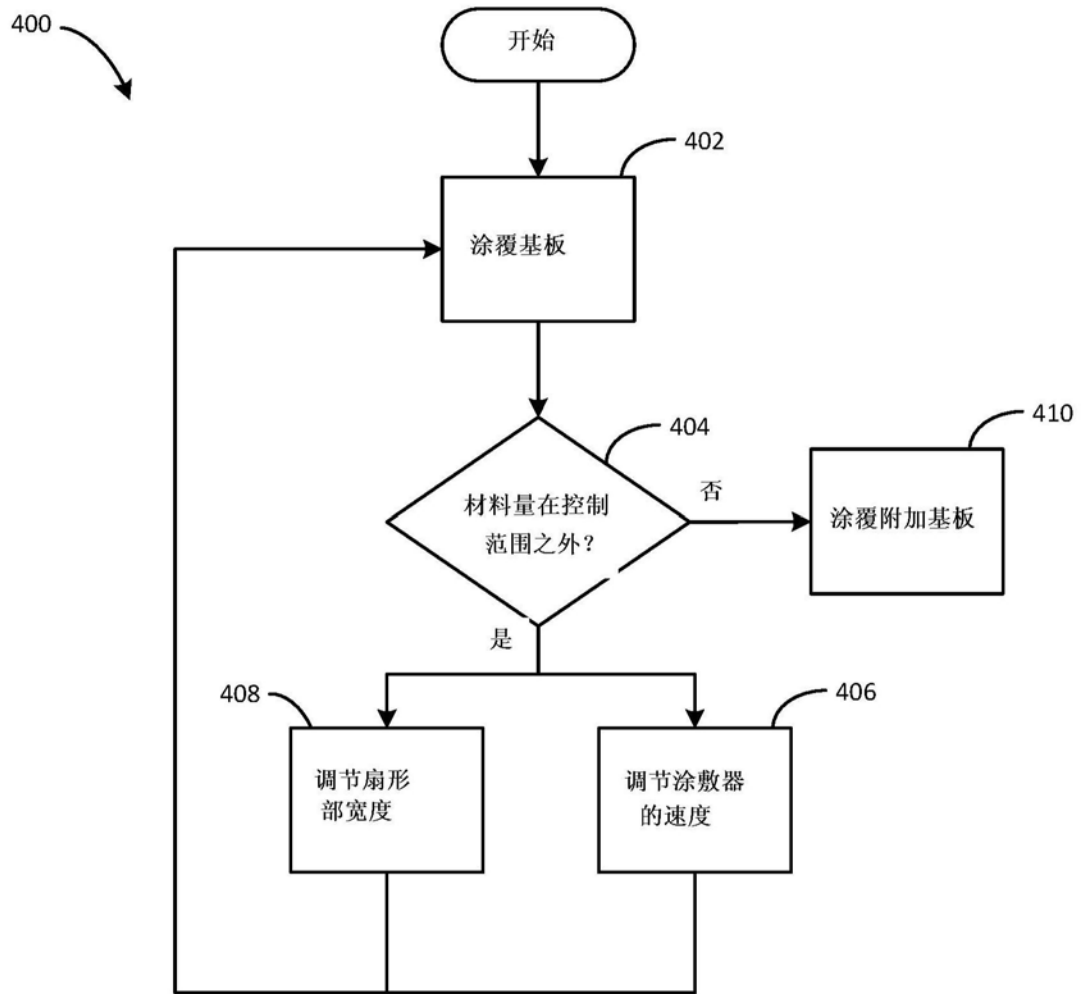 400
开始
402
涂覆基板
404
410
材料量在控制
范围之外？
否
涂覆附加基板
是
408
406
调节扇形
部宽度
调节涂敷器
的速度